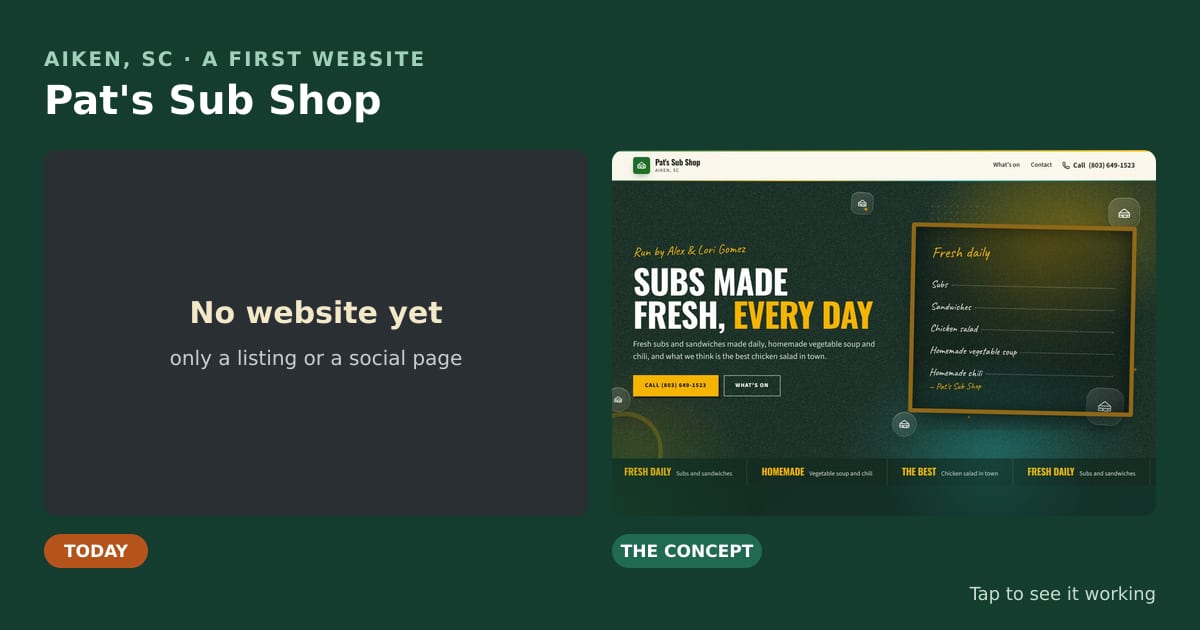 AIKEN, SC · A FIRST WEBSITE
Pat's Sub Shop
No website yet
only a listing or a social page
TODAY
Pat's Sub Shop
AIKEN, SC
What's on
Contact
Call (803) 649-1523
Run by Alex & Lori Gomez
SUBS MADE
FRESH, EVERY DAY
Fresh subs and sandwiches made daily, homemade vegetable soup and
chili, and what we think is the best chicken salad in town.
CALL (803) 649-1523
WHAT'S ON
Fresh daily
Subs
Sandwiches
Chicken salad
Homemade vegetable soup
Homemade chili
– Pat's Sub Shop
FRESH DAILY Subs and sandwiches
HOMEMADE Vegetable soup and chili
THE BEST Chicken salad in town
FRESH DAILY Subs and sandwiches
THE CONCEPT
Tap to see it working